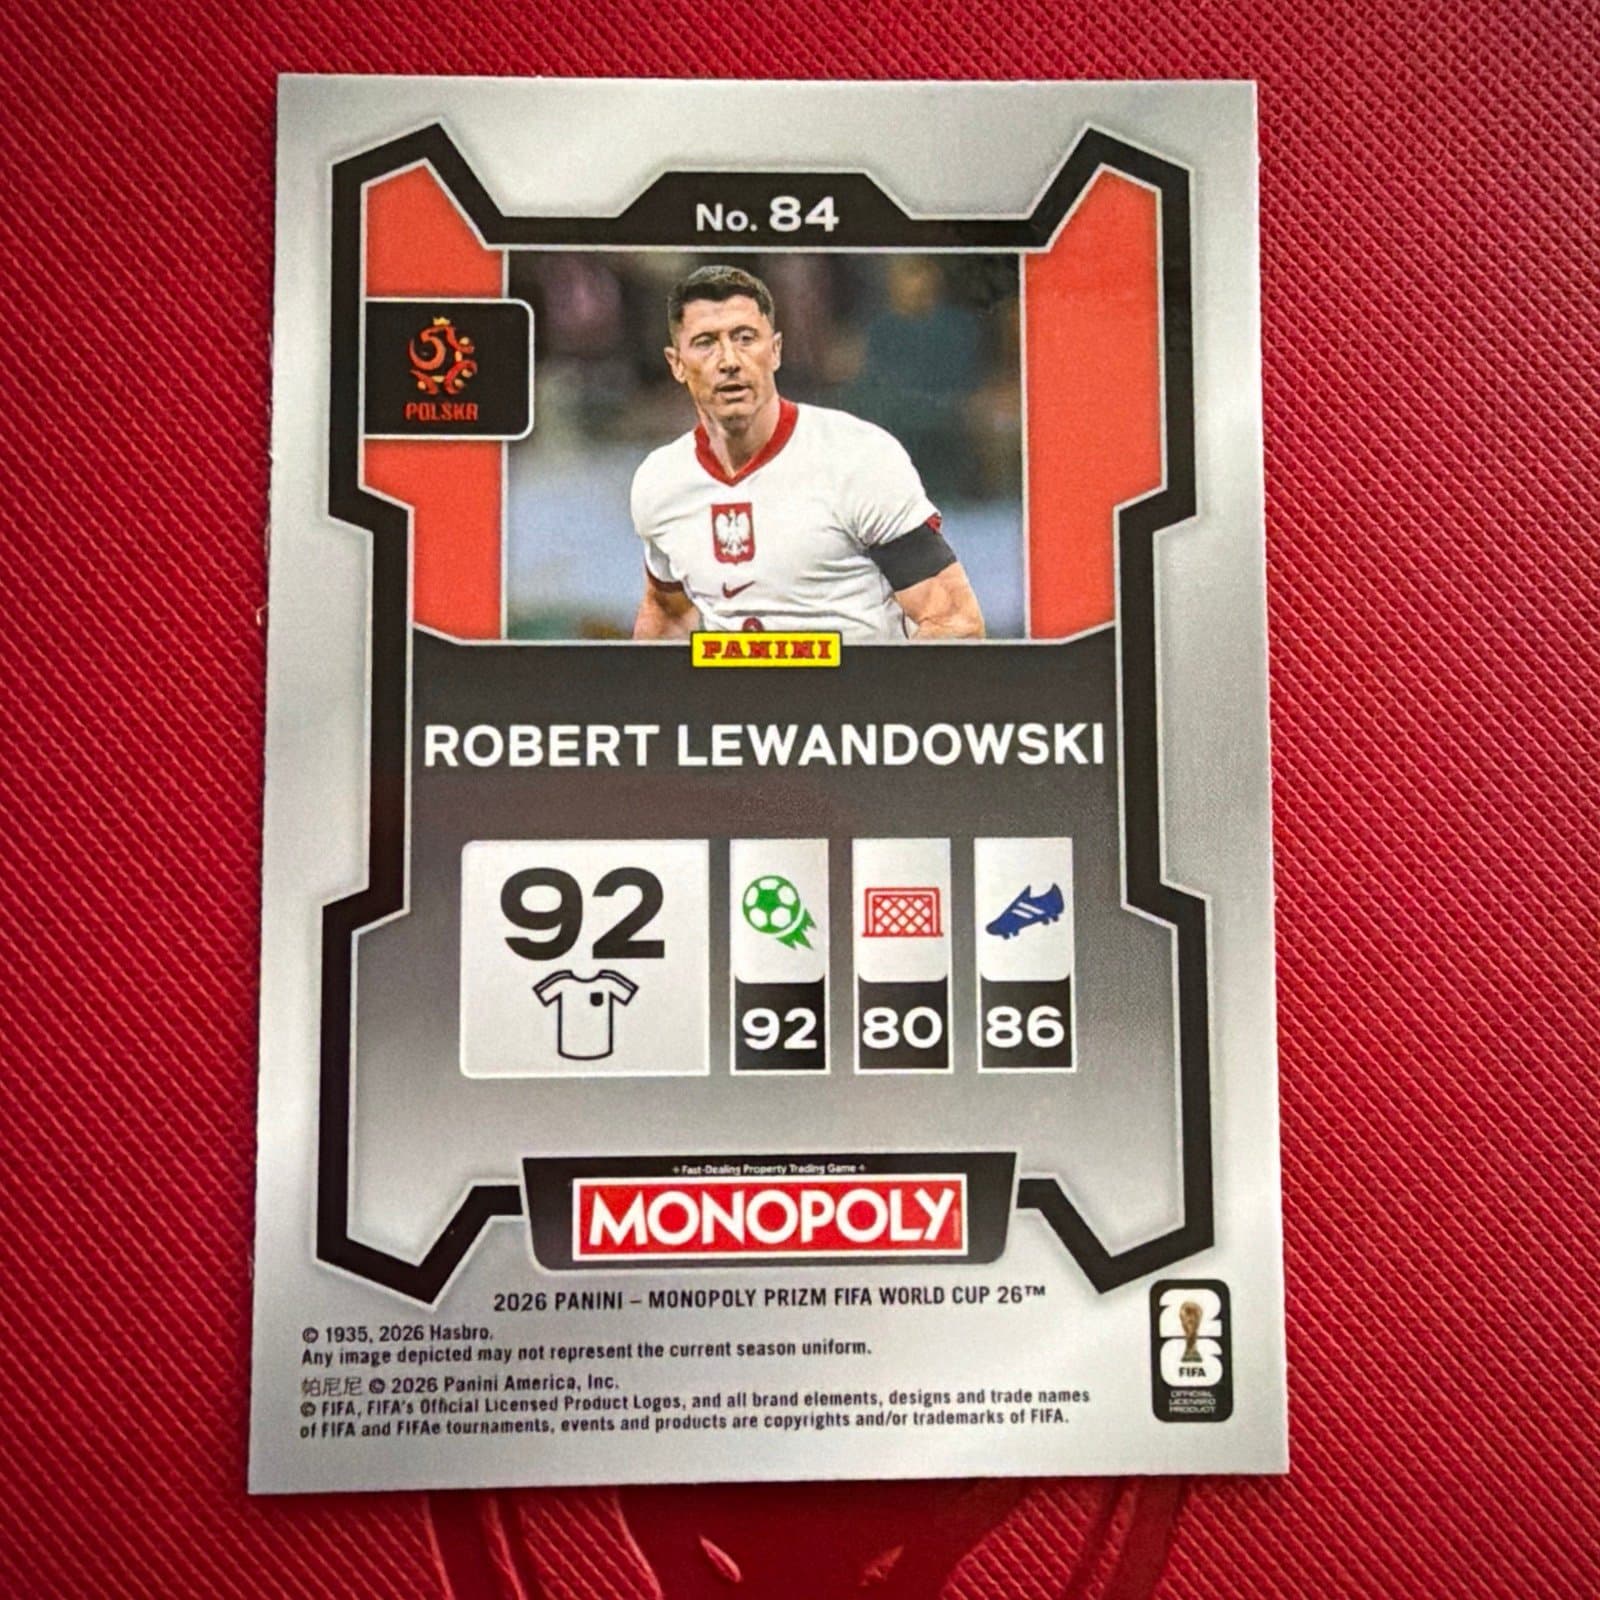 No. 84
POLSKA
PANINI
ROBERT LEWANDOWSKI
92
92 80 86
Fast-Dealing Property Trading Game
MONOPOLY
2026 PANINI – MONOPOLY PRIZM FIFA WORLD CUP 26™
© 1935, 2026 Hasbro.
Any image depicted may not represent the current season uniform.
帕尼尼 © 2026 Panini America, Inc.
© FIFA, FIFA's Official Licensed Product Logos, and all brand elements, designs and trade names
of FIFA and FIFAe tournaments, events and products are copyrights and/or trademarks of FIFA.
26
FIFA
OFFICIAL
LICENSED
PRODUCT